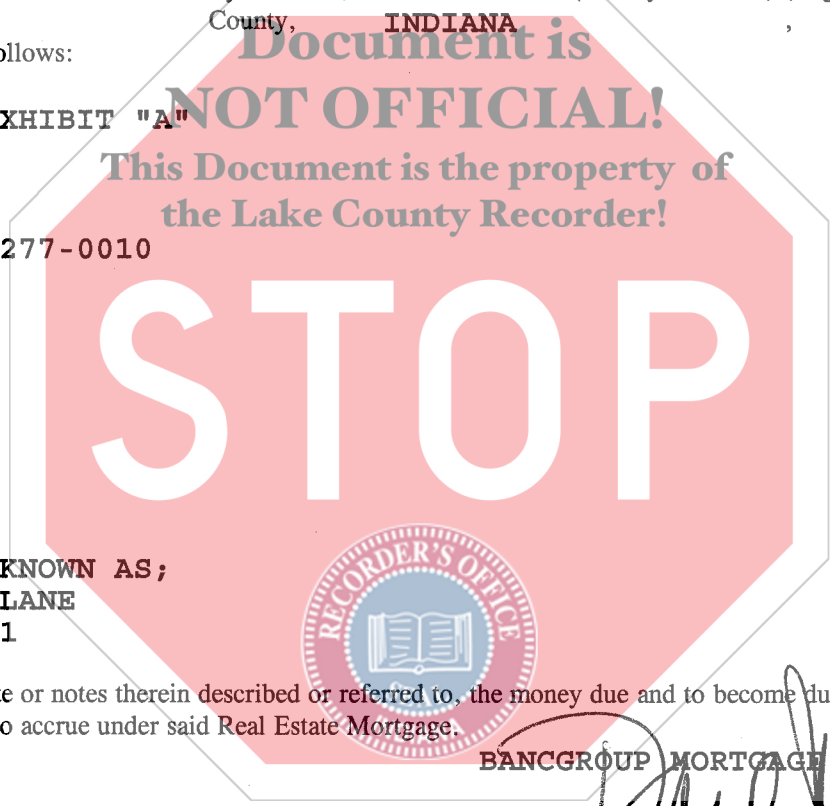 County, INDIANA ,
ollows:
Document is
XHIBIT "A"
NOT OFFICIAL!
This Document is the property of
the Lake County Recorder!
277-0010
STOP
RECORDER'S OFFICE
KNOWN AS;
LANE
1
e or notes therein described or referred to, the money due and to become du
o accrue under said Real Estate Mortgage.
BANCGROUP MORTGAGE